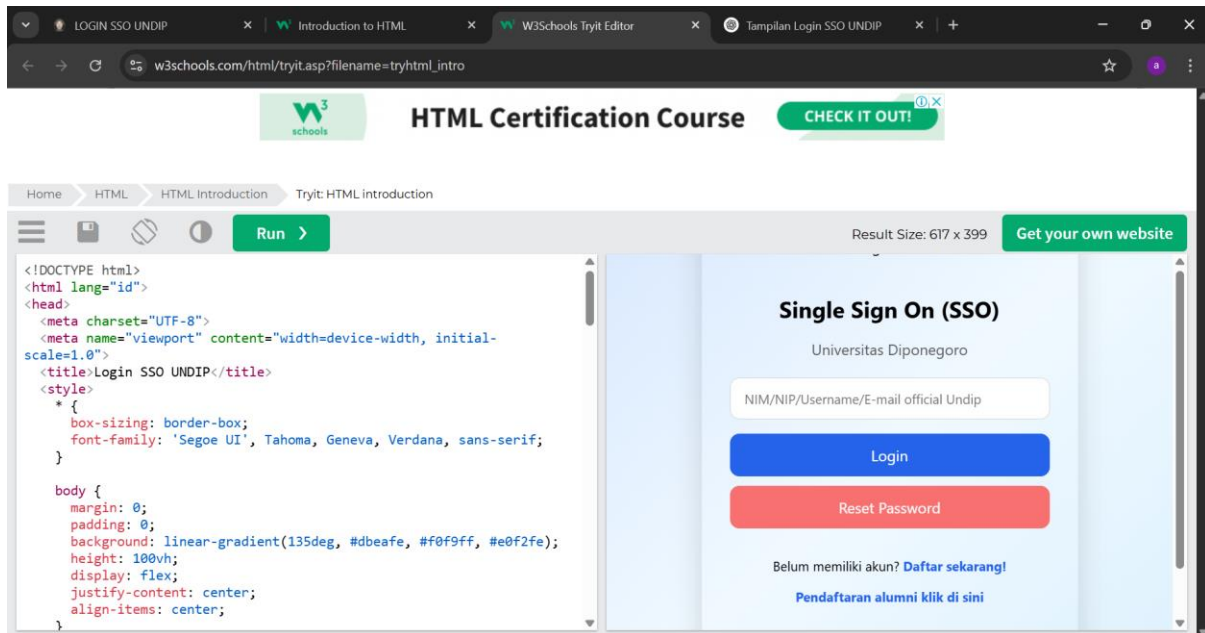 LOGIN SSO UNDIP
Introduction to HTML
W3Schools Tryit Editor
Tampilan Login SSO UNDIP
w3schools.com/html/tryit.asp?filename=tryhtml_intro
a
W3
schools
HTML Certification Course
CHECK IT OUT!
Home
HTML
HTML Introduction
Tryit: HTML introduction
Run ❯
Result Size: 617 x 399
Get your own website
<!DOCTYPE html>
<html lang="id">
<head>
<meta charset="UTF-8">
<meta name="viewport" content="width=device-width, initial-
scale=1.0">
<title>Login SSO UNDIP</title>
<style>
* {
box-sizing: border-box;
font-family: 'Segoe UI', Tahoma, Geneva, Verdana, sans-serif;
}
body {
margin: 0;
padding: 0;
background: linear-gradient(135deg, #dbeafe, #f0f9ff, #e0f2fe);
height: 100vh;
display: flex;
justify-content: center;
align-items: center;
}
Single Sign On (SSO)
Universitas Diponegoro
NIM/NIP/Username/E-mail official Undip
Login
Reset Password
Belum memiliki akun? Daftar sekarang!
Pendaftaran alumni klik di sini